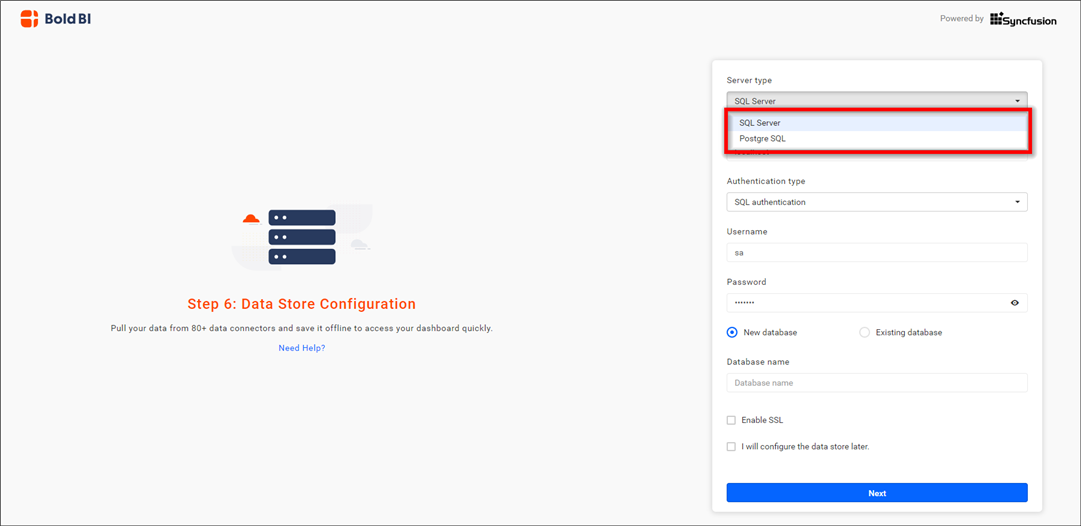 Bold BI
Powered by Syncfusion
Server type
SQL Server
SQL Server
Postgre SQL
Authentication type
SQL authentication
Username
sa
Password
•••••••
New database
Existing database
Database name
Database name
Enable SSL
I will configure the data store later.
Next
Step 6: Data Store Configuration
Pull your data from 80+ data connectors and save it offline to access your dashboard quickly.
Need Help?